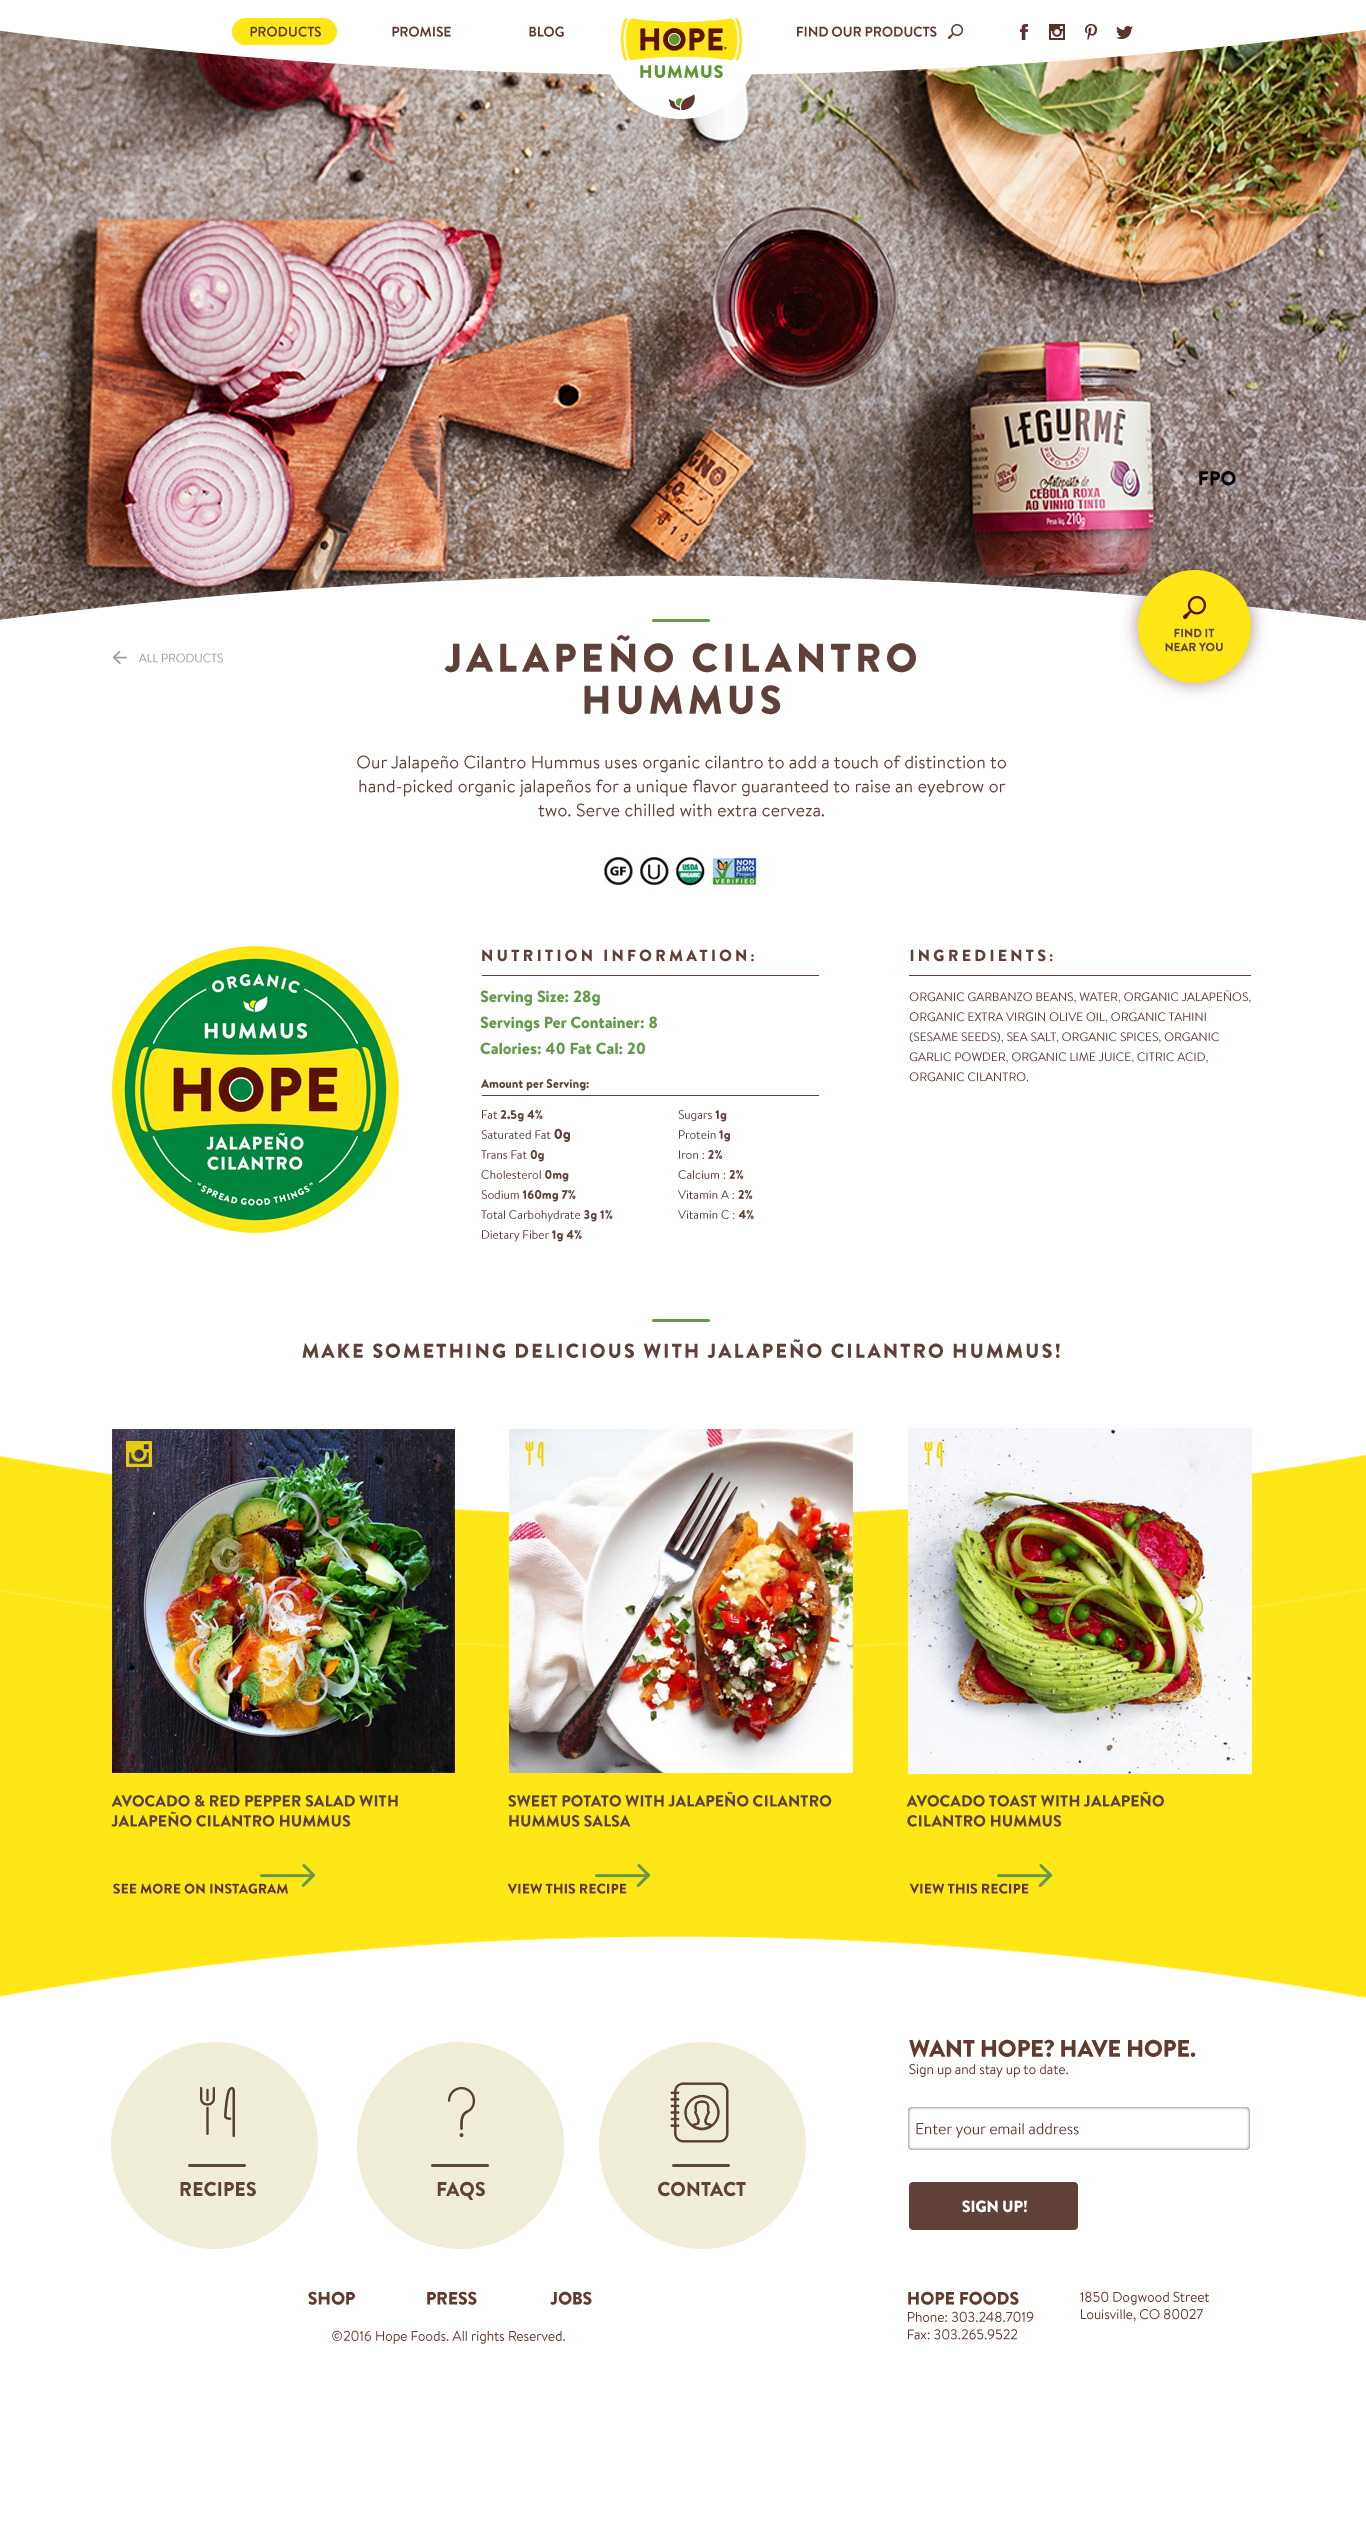 PRODUCTS
PROMISE
BLOG
HOPE
HUMMUS
FIND OUR PRODUCTS
LEGURMÊ
PURO SABOR
Antepasto de
CEBOLA ROXA
AO VINHO TINTO
Peso líq. 210g
FPO
FIND IT
NEAR YOU
ALL PRODUCTS
JALAPEÑO CILANTRO
HUMMUS
Our Jalapeño Cilantro Hummus uses organic cilantro to add a touch of distinction to
hand-picked organic jalapeños for a unique flavor guaranteed to raise an eyebrow or
two. Serve chilled with extra cerveza.
GF
U
USDA
ORGANIC
NON
GMO
Project
VERIFIED
ORGANIC
HUMMUS
HOPE
JALAPEÑO
CILANTRO
"SPREAD GOOD THINGS"
NUTRITION INFORMATION:
Serving Size: 28g
Servings Per Container: 8
Calories: 40 Fat Cal: 20
Amount per Serving:
Fat 2.5g 4%
Saturated Fat 0g
Trans Fat 0g
Cholesterol 0mg
Sodium 160mg 7%
Total Carbohydrate 3g 1%
Dietary Fiber 1g 4%
Sugars 1g
Protein 1g
Iron : 2%
Calcium : 2%
Vitamin A : 2%
Vitamin C : 4%
INGREDIENTS:
ORGANIC GARBANZO BEANS, WATER, ORGANIC JALAPEÑOS,
ORGANIC EXTRA VIRGIN OLIVE OIL, ORGANIC TAHINI
(SESAME SEEDS), SEA SALT, ORGANIC SPICES, ORGANIC
GARLIC POWDER, ORGANIC LIME JUICE, CITRIC ACID,
ORGANIC CILANTRO.
MAKE SOMETHING DELICIOUS WITH JALAPEÑO CILANTRO HUMMUS!
AVOCADO & RED PEPPER SALAD WITH
JALAPEÑO CILANTRO HUMMUS
SEE MORE ON INSTAGRAM
SWEET POTATO WITH JALAPEÑO CILANTRO
HUMMUS SALSA
VIEW THIS RECIPE
AVOCADO TOAST WITH JALAPEÑO
CILANTRO HUMMUS
VIEW THIS RECIPE
RECIPES
FAQS
CONTACT
WANT HOPE? HAVE HOPE.
Sign up and stay up to date.
Enter your email address
SIGN UP!
SHOP
PRESS
JOBS
©2016 Hope Foods. All rights Reserved.
HOPE FOODS
Phone: 303.248.7019
Fax: 303.265.9522
1850 Dogwood Street
Louisville, CO 80027